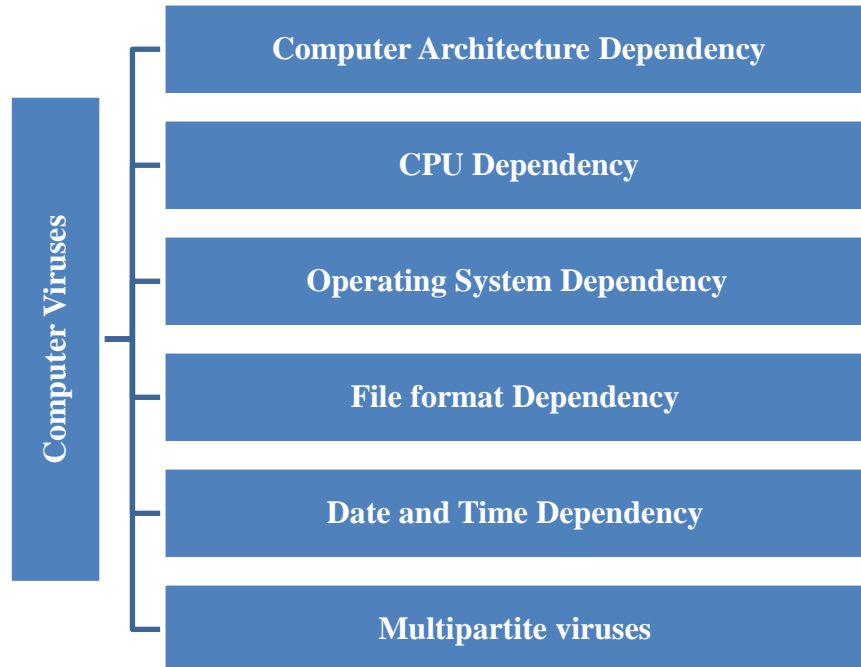 Computer Viruses
Computer Architecture Dependency
CPU Dependency
Operating System Dependency
File format Dependency
Date and Time Dependency
Multipartite viruses